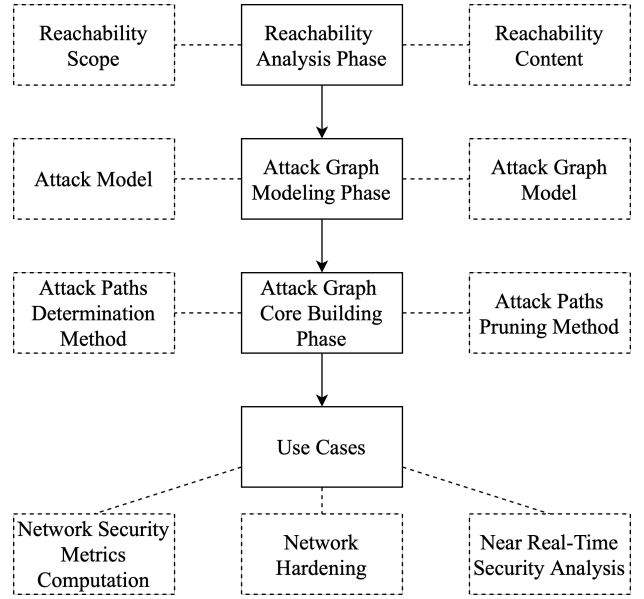 Reachability
Scope
Reachability
Analysis Phase
Reachability
Content
Attack Model
Attack Graph
Modeling Phase
Attack Graph
Model
Attack Paths
Determination
Method
Attack Graph
Core Building
Phase
Attack Paths
Pruning Method
Use Cases
Network Security
Metrics
Computation
Network
Hardening
Near Real-Time
Security Analysis